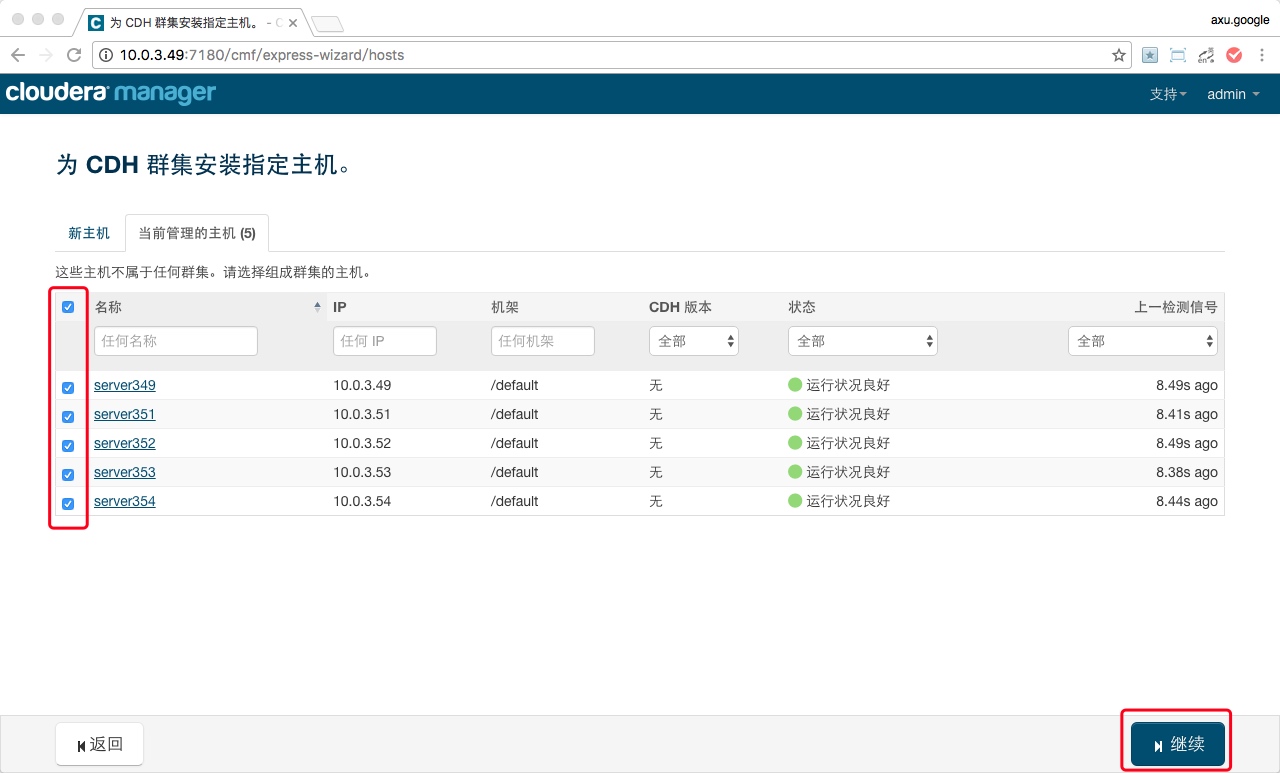 为 CDH 群集安装指定主机。 - C
axu.google
10.0.3.49:7180/cmf/express-wizard/hosts
cloudera manager
支持
admin
为 CDH 群集安装指定主机。
新主机
当前管理的主机 (5)
这些主机不属于任何群集。请选择组成群集的主机。
名称 IP 机架 CDH 版本 状态 上一检测信号
任何名称 任何 IP 任何机架 全部 全部 全部
server349 10.0.3.49 /default 无 运行状况良好 8.49s ago
server351 10.0.3.51 /default 无 运行状况良好 8.41s ago
server352 10.0.3.52 /default 无 运行状况良好 8.49s ago
server353 10.0.3.53 /default 无 运行状况良好 8.38s ago
server354 10.0.3.54 /default 无 运行状况良好 8.44s ago
返回
继续